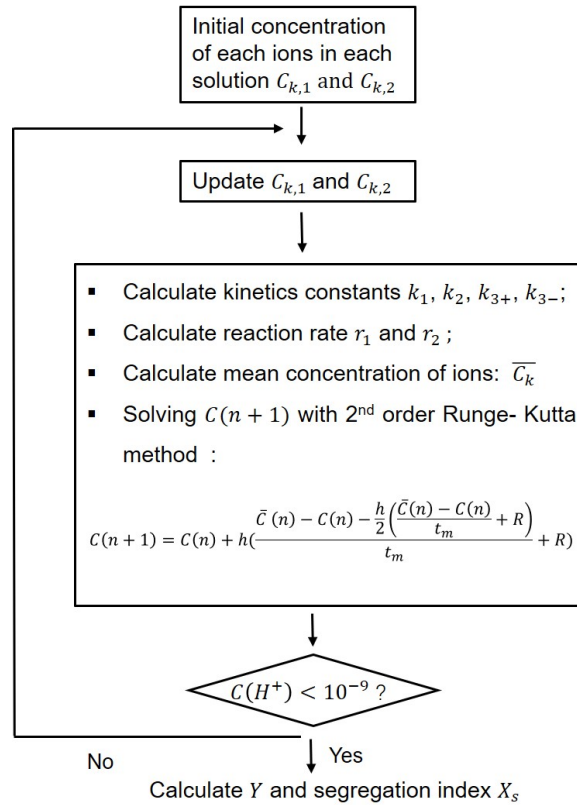 Initial concentration
of each ions in each
solution $C_{k,1}$ and $C_{k,2}$
Update $C_{k,1}$ and $C_{k,2}$
▪ Calculate kinetics constants $k_1, k_2, k_{3+}, k_{3-}$;
▪ Calculate reaction rate $r_1$ and $r_2$ ;
▪ Calculate mean concentration of ions: $\overline{C_k}$
▪ Solving $C(n+1)$ with 2nd order Runge- Kutta
method :
$C(n+1) = C(n) + h(\frac{\bar{C}(n) - C(n) - \frac{h}{2}\left(\frac{\bar{C}(n) - C(n)}{t_m} + R\right)}{t_m} + R)$
$C(H^+) < 10^{-9}$ ?
No
Yes
Calculate $Y$ and segregation index $X_s$